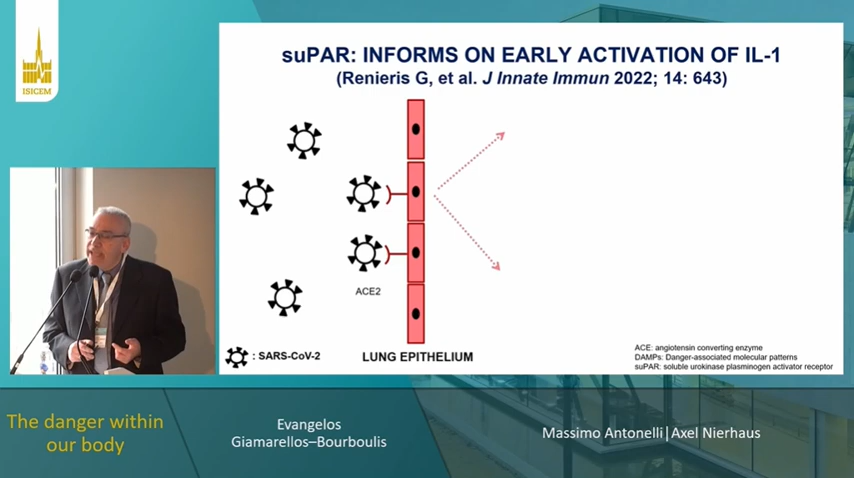 ISICEM
suPAR: INFORMS ON EARLY ACTIVATION OF IL-1
(Renieris G, et al. J Innate Immun 2022; 14: 643)
ACE2
: SARS-CoV-2
LUNG EPITHELIUM
ACE: angiotensin converting enzyme
DAMPs: Danger-associated molecular patterns
suPAR: soluble urokinase plasminogen activator receptor
The danger within
our body
Evangelos
Giamarellos–Bourboulis
Massimo Antonelli|Axel Nierhaus